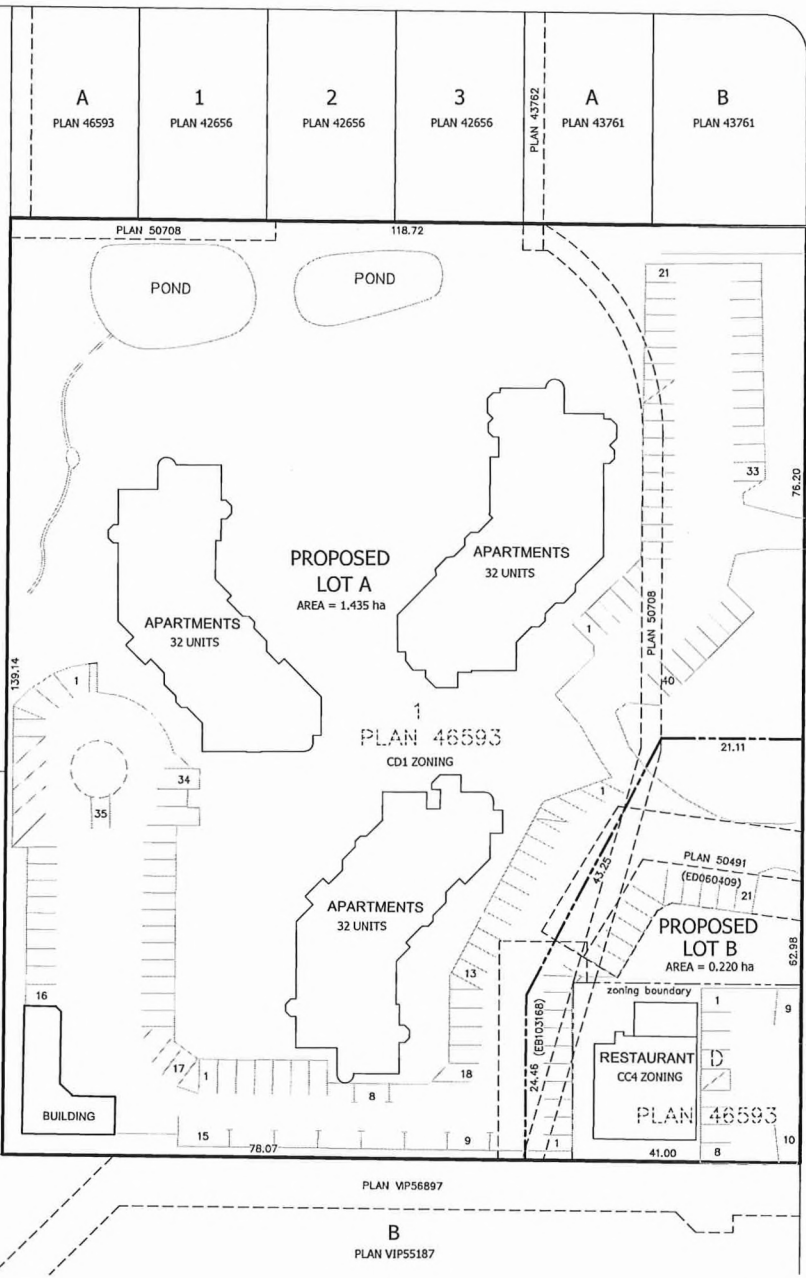 A
PLAN 46593
1
PLAN 42656
2
PLAN 42656
3
PLAN 42656
PLAN 43762
A
PLAN 43761
B
PLAN 43761
PLAN 50708
118.72
POND
POND
21
33
76.20
PROPOSED
LOT A
AREA = 1.435 ha
APARTMENTS
32 UNITS
APARTMENTS
32 UNITS
1
PLAN 50708
40
139.14
1
1
PLAN 46593
CD1 ZONING
21.11
34
35
1
43.25
PLAN 50491
(ED060409)
21
APARTMENTS
32 UNITS
PROPOSED
LOT B
AREA = 0.220 ha
62.98
13
zoning boundary
16
1
9
24.46 (EB103168)
RESTAURANT
CC4 ZONING
D
PLAN 46593
17
1
18
8
BUILDING
15
78.07
9
1
41.00
8
10
PLAN VIP56897
B
PLAN VIP55187